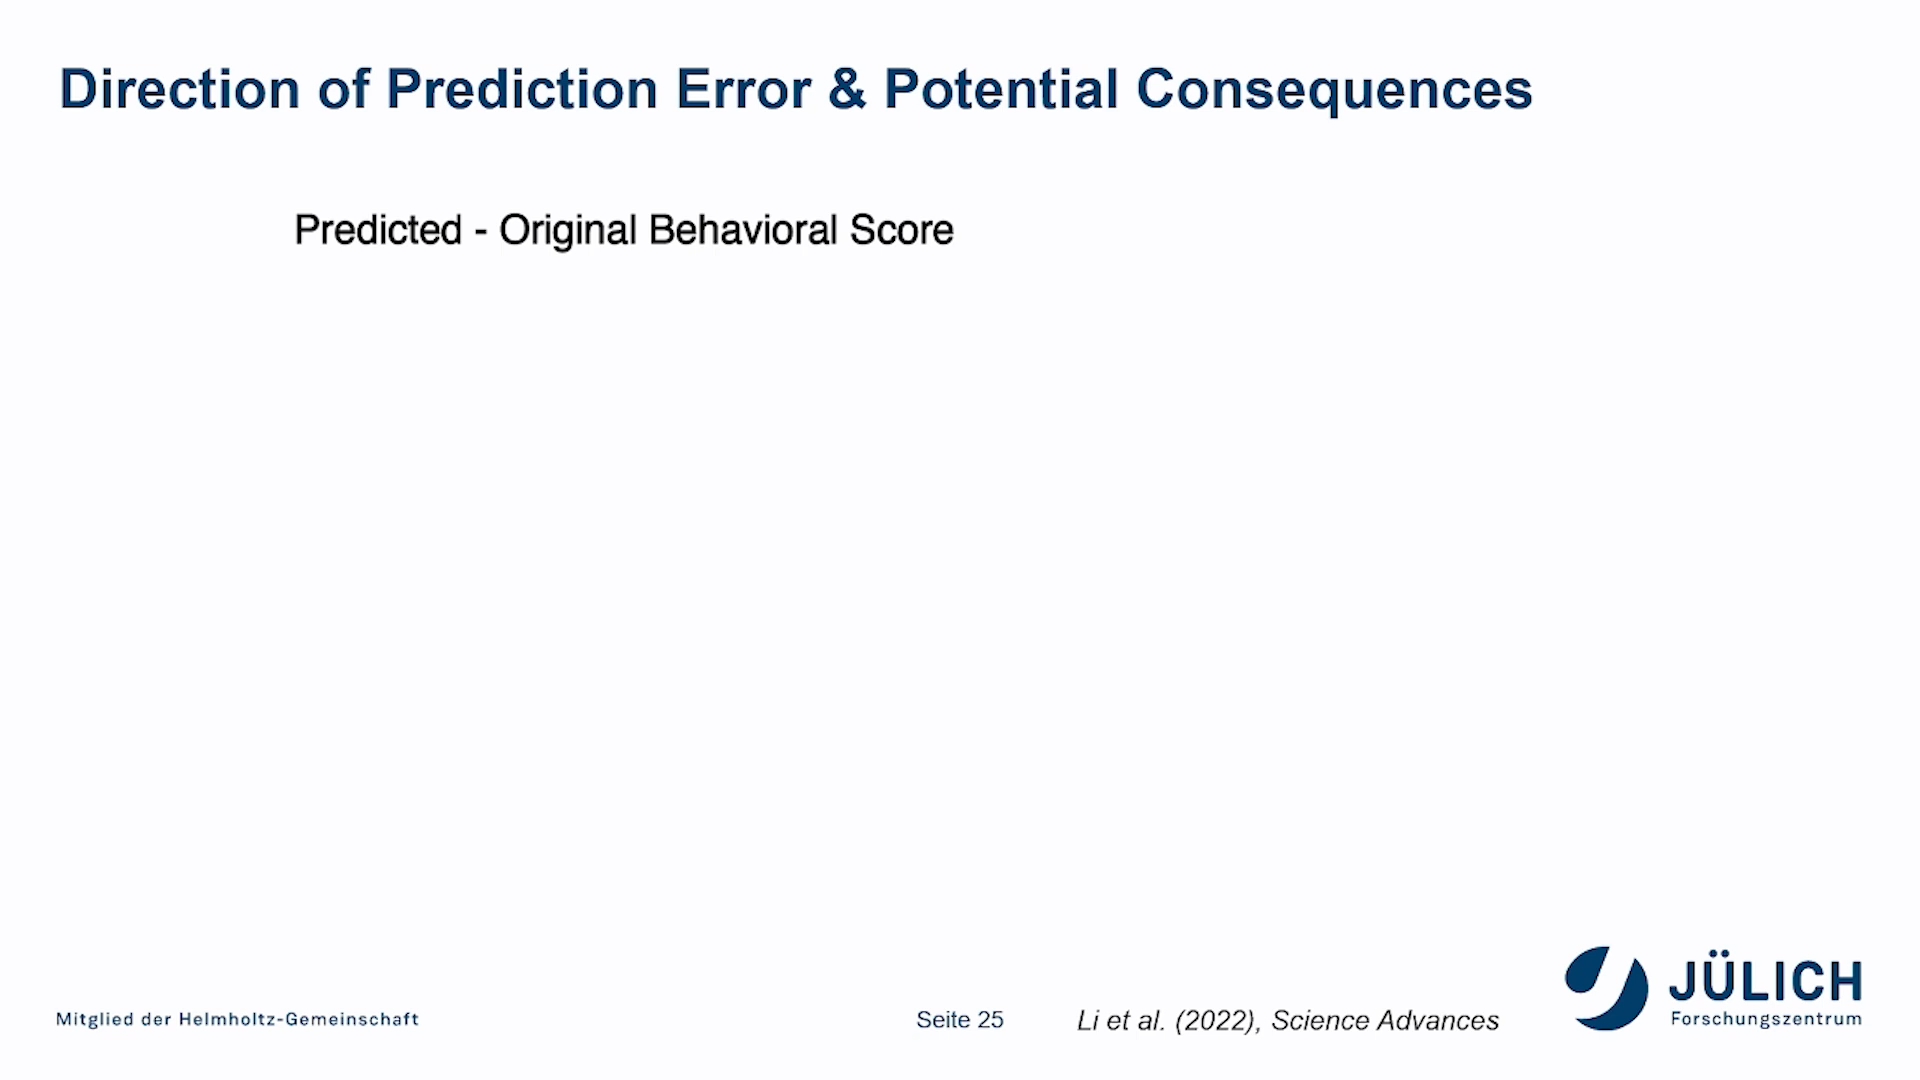 Direction of Prediction Error & Potential Consequences
Predicted - Original Behavioral Score
Mitglied der Helmholtz-Gemeinschaft
Seite 25
Li et al. (2022), Science Advances
JÜLICH
Forschungszentrum